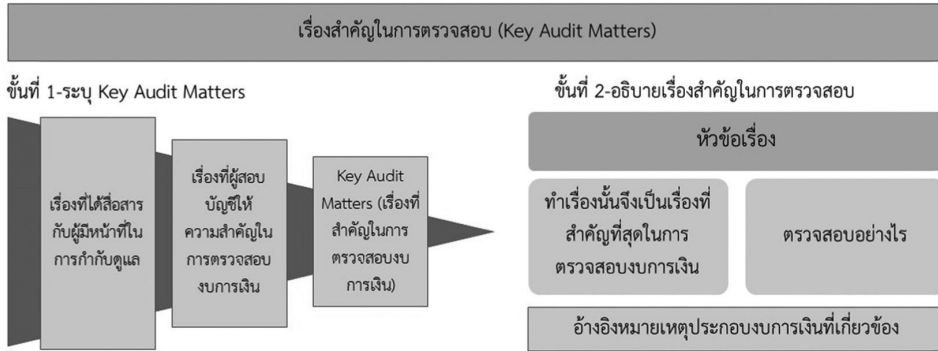 เรื่องสำคัญในการตรวจสอบ (Key Audit Matters)
ขั้นที่ 1-ระบุ Key Audit Matters
เรื่องที่ได้สื่อสาร
กับผู้มีหน้าที่ใน
การกำกับดูแล
เรื่องที่ผู้สอบ
บัญชีให้
ความสำคัญใน
การตรวจสอบ
งบการเงิน
Key Audit
Matters (เรื่องที่
สำคัญในการ
ตรวจสอบงบ
การเงิน)
ขั้นที่ 2-อธิบายเรื่องสำคัญในการตรวจสอบ
หัวข้อเรื่อง
ทำเรื่องนั้นจึงเป็นเรื่องที่
สำคัญที่สุดในการ
ตรวจสอบงบการเงิน
ตรวจสอบอย่างไร
อ้างอิงหมายเหตุประกอบงบการเงินที่เกี่ยวข้อง